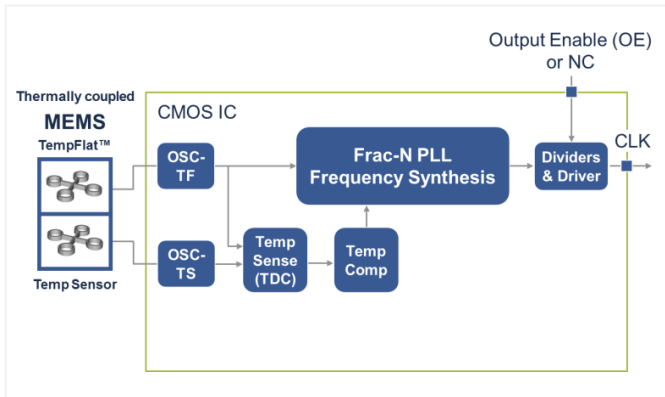 Output Enable (OE)
or NC
Thermally coupled
MEMS
TempFlat™
CMOS IC
CLK
OSC-
TF
Frac-N PLL
Frequency Synthesis
Dividers
& Driver
OSC-
TS
Temp
Sense
(TDC)
Temp
Comp
Temp Sensor